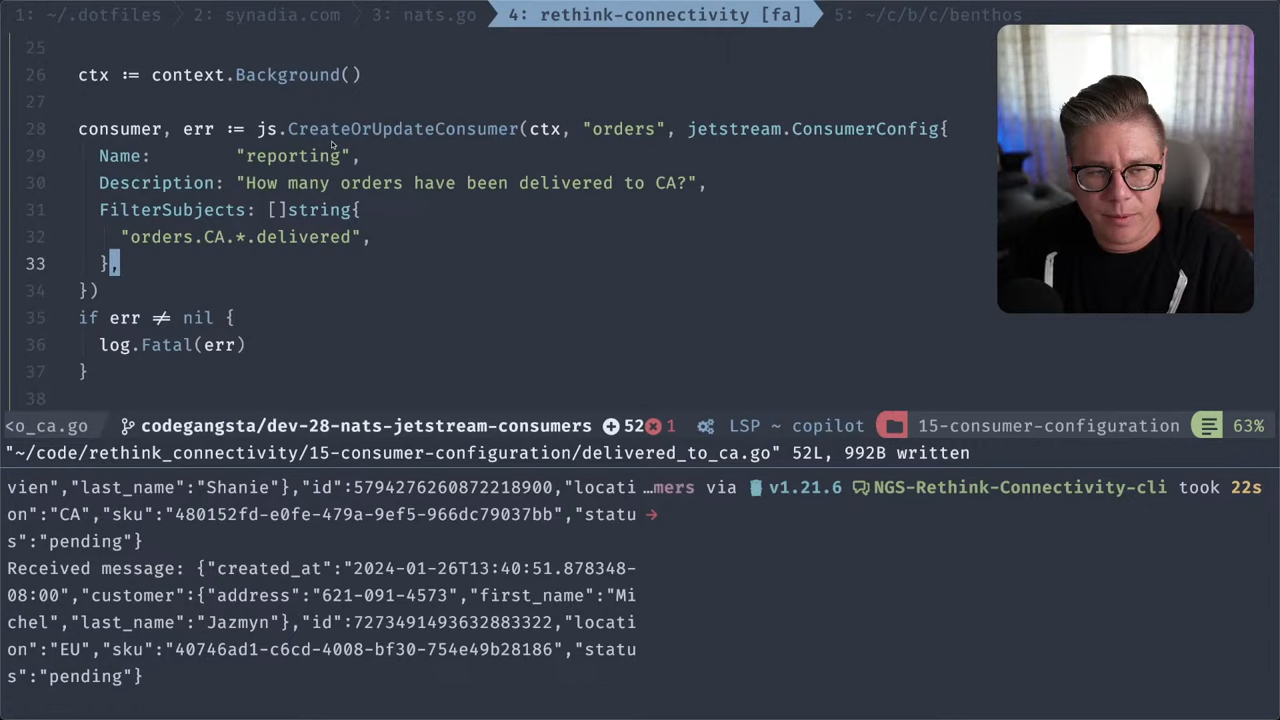 1: ~/.dotfiles
2: synadia.com
3: nats.go
4: rethink-connectivity [fa]
5: ~/c/b/c/benthos
25
26 ctx := context.Background()
27
28 consumer, err := js.CreateOrUpdateConsumer(ctx, "orders", jetstream.ConsumerConfig{
29 Name: "reporting",
30 Description: "How many orders have been delivered to CA?",
31 FilterSubjects: []string{
32 "orders.CA.*.delivered",
33 },
34 })
35 if err ≠ nil {
36 log.Fatal(err)
37 }
38
<o_ca.go codegangsta/dev-28-nats-jetstream-consumers 52 1 LSP ~ copilot 15-consumer-configuration 63%
"~/code/rethink_connectivity/15-consumer-configuration/delivered_to_ca.go" 52L, 992B written
vien","last_name":"Shanie"},"id":5794276260872218900,"locati
on":"CA","sku":"480152fd-e0fe-479a-9ef5-966dc79037bb","statu
s":"pending"}
Received message: {"created_at":"2024-01-26T13:40:51.878348-
08:00","customer":{"address":"621-091-4573","first_name":"Mi
chel","last_name":"Jazmyn"},"id":7273491493632883322,"locati
on":"EU","sku":"40746ad1-c6cd-4008-bf30-754e49b28186","statu
s":"pending"}
…mers via v1.21.6 NGS-Rethink-Connectivity-cli took 22s
→